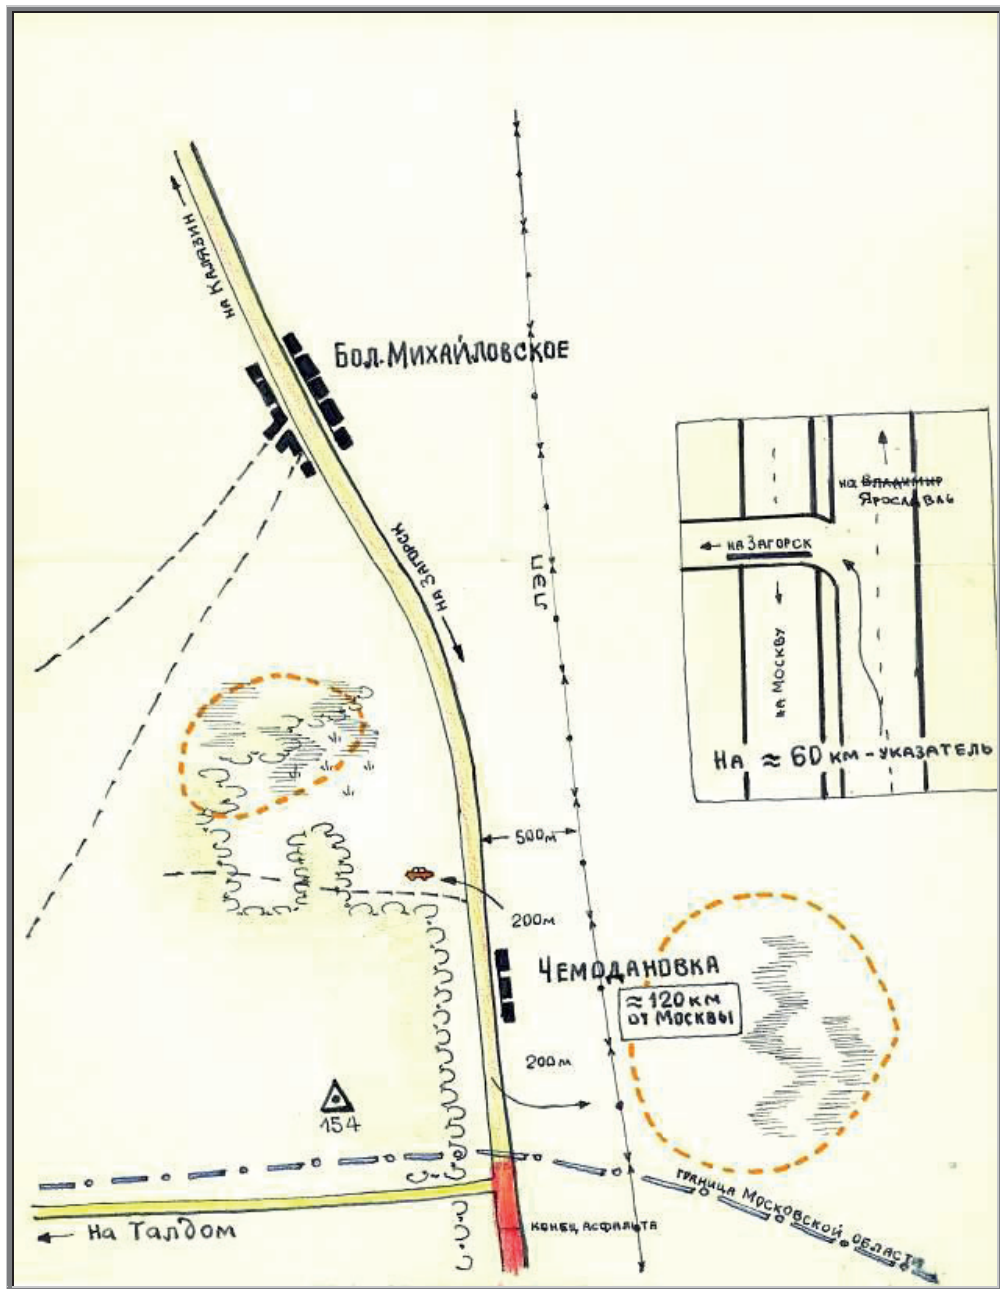 на Калязин
Бол. Михайловское
на Загорск
ЛЭП
на Владимир
Ярославль
на Загорск
на Москву
На ≈ 60 км - указатель
500м
200м
Чемодановка
≈ 120 км
от Москвы
200м
154
граница Московской области
конец асфальта
на Талдом